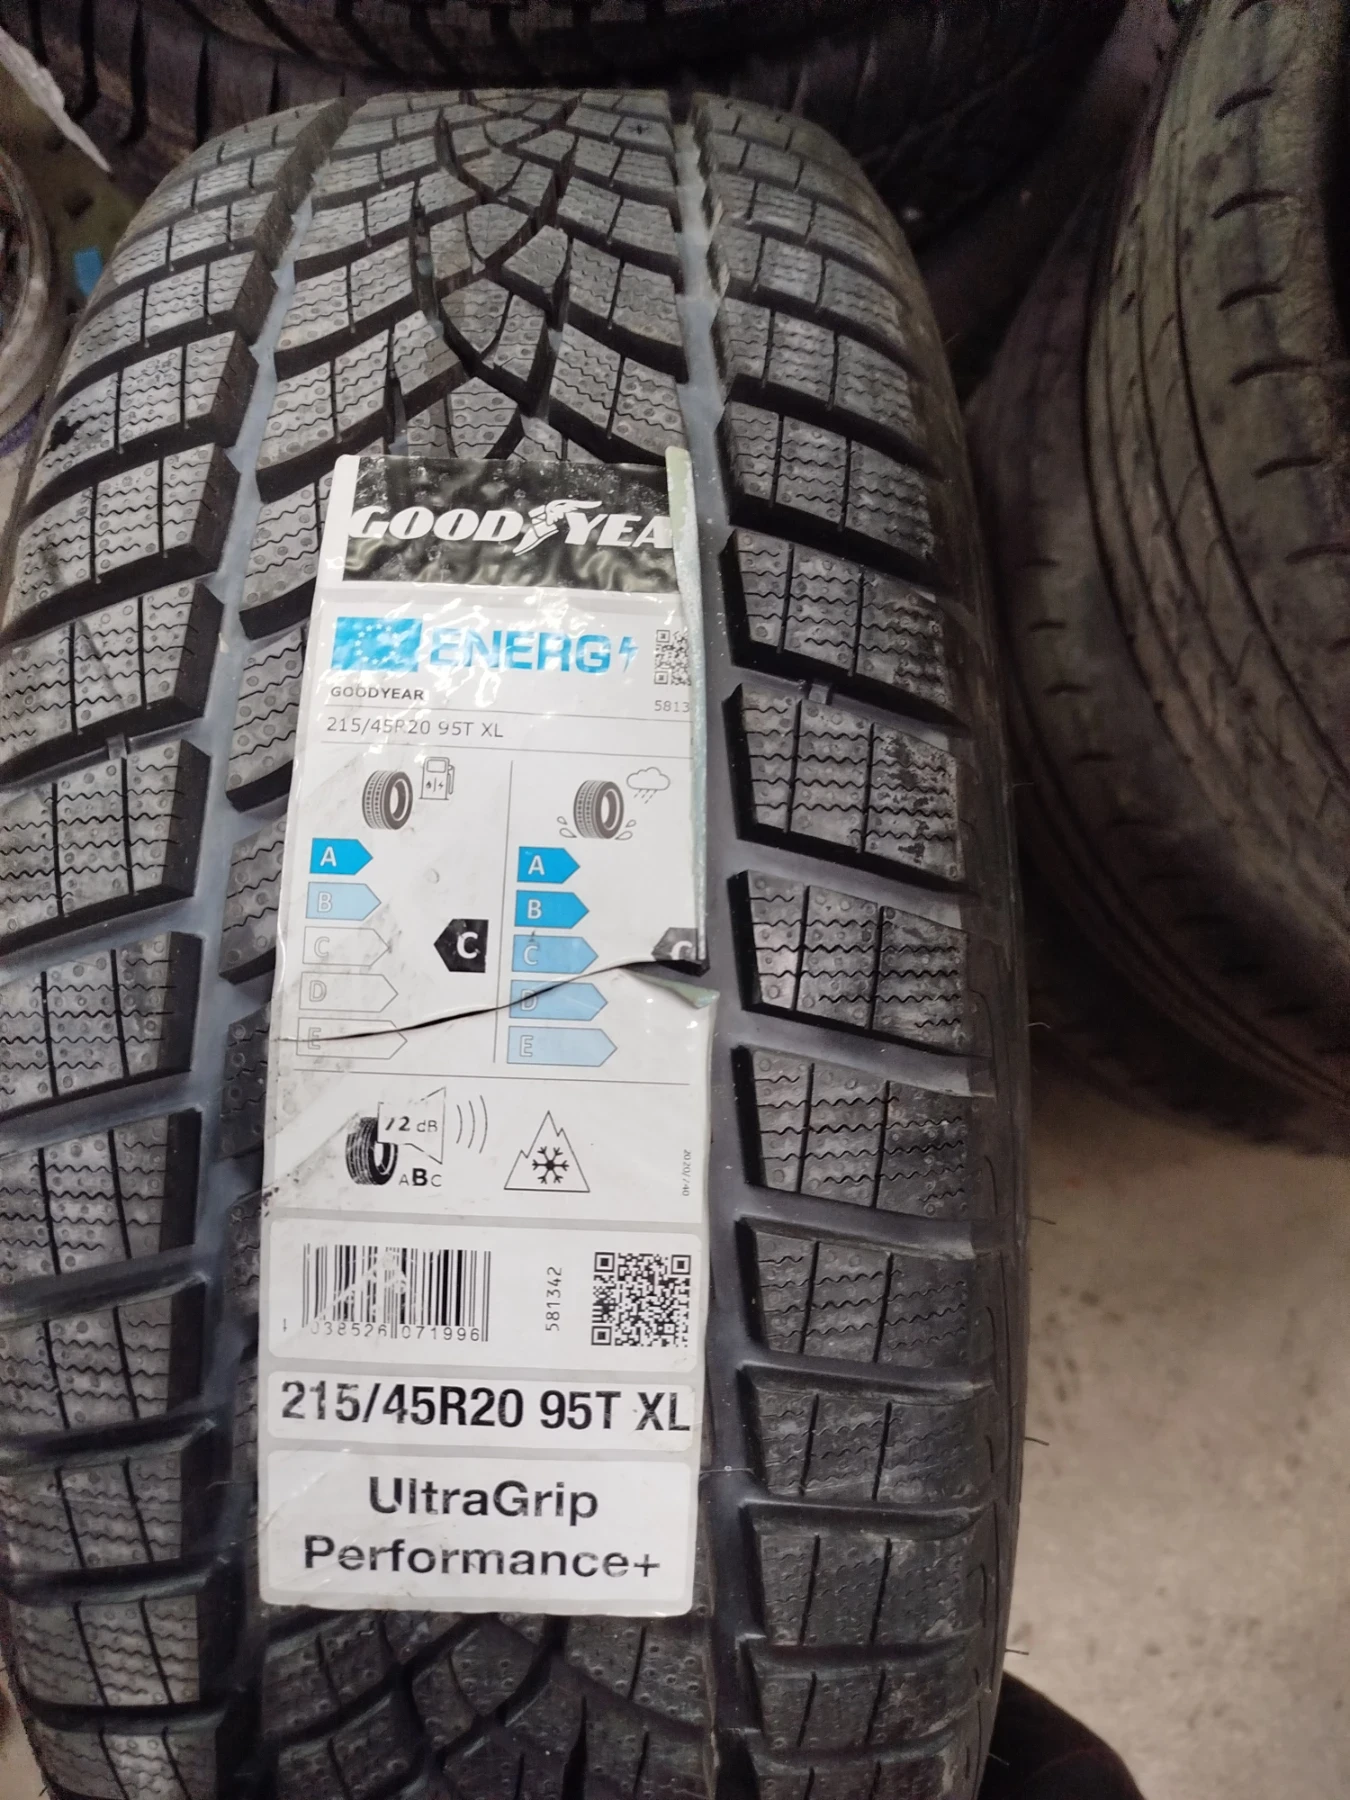 GOODYEA
ENERG
GOODYEAR
5813
215/45R20 95T XL
A
A
B
B
C
C
C
C
D
D
E
E
72 dB
ABC
2020/740
038526 071996
581342
215/45R20 95T XL
UltraGrip
Performance+